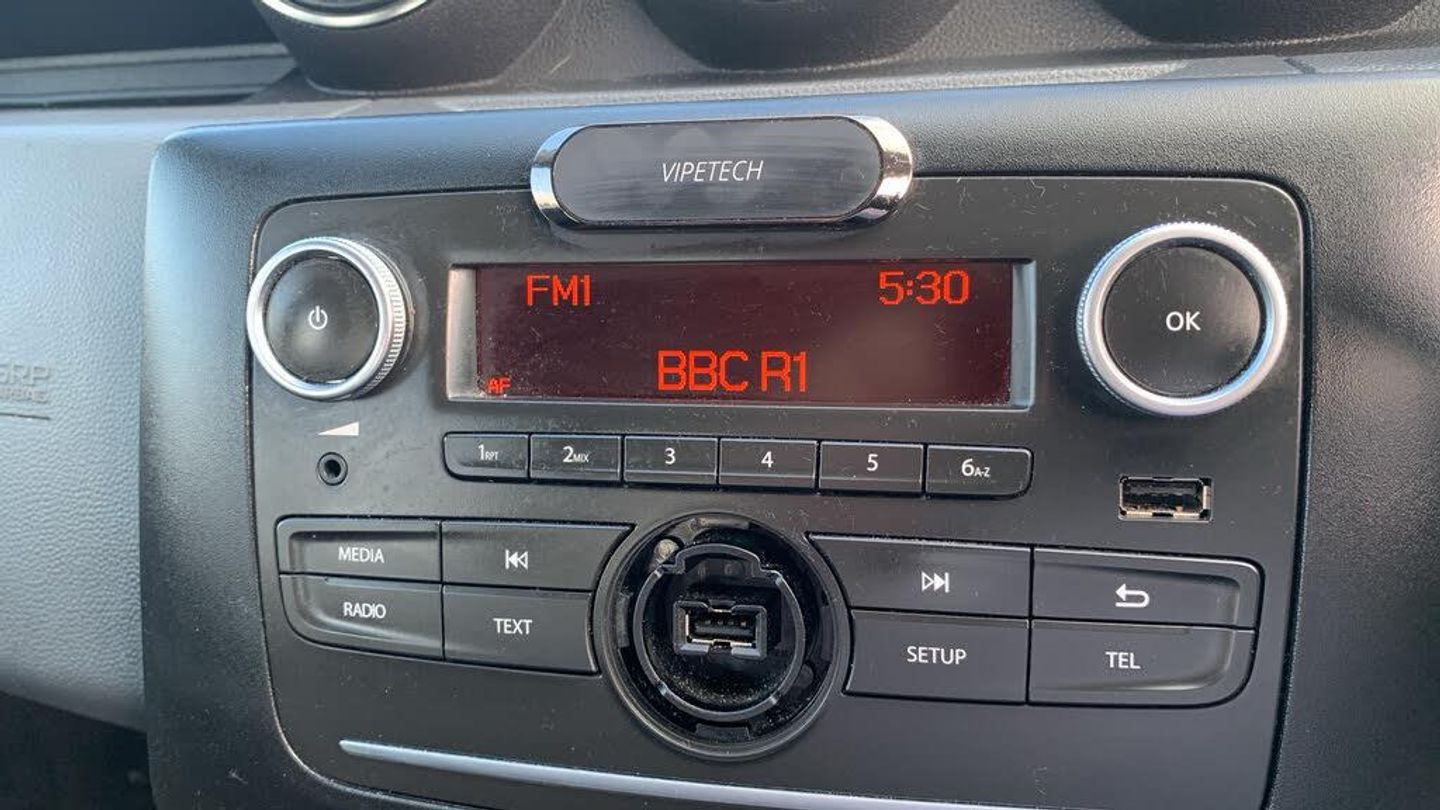 VIPETECH
FM1 5:30
AF BBC R1
OK
1RPT 2MIX 3 4 5 6A-Z
MEDIA
RADIO TEXT
SETUP TEL